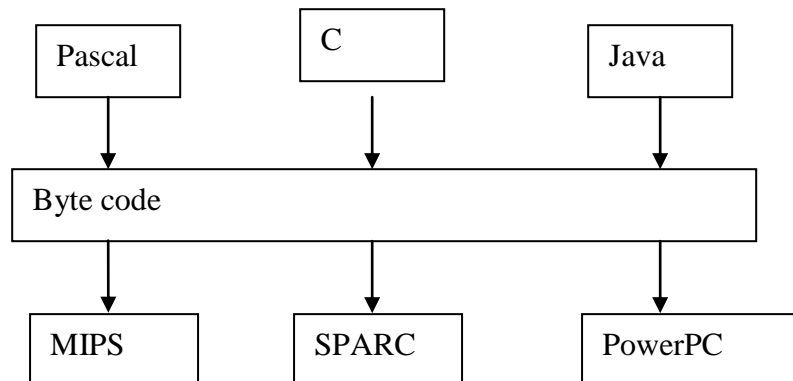 Pascal
C
Java
Byte code
MIPS
SPARC
PowerPC